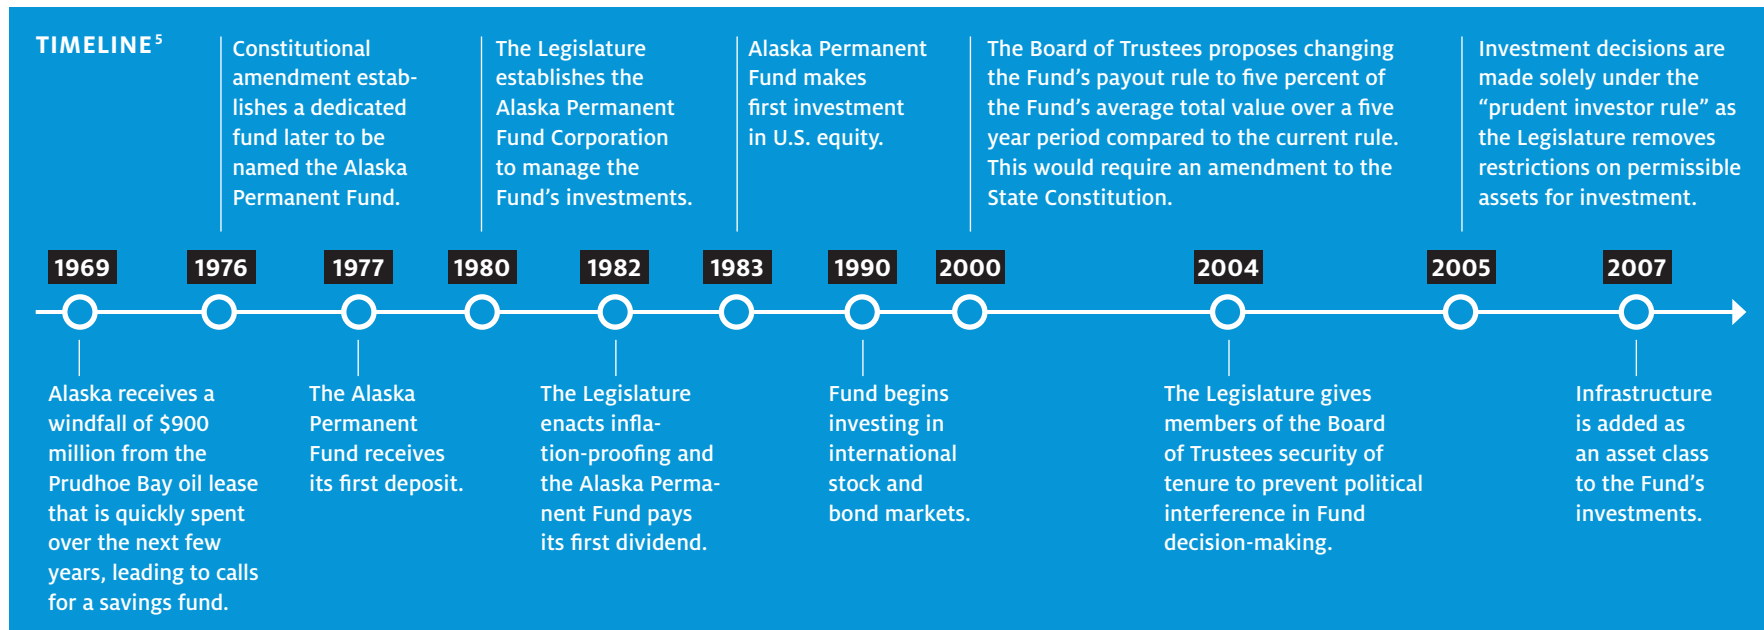 TIMELINE5
Constitutional
amendment estab-
lishes a dedicated
fund later to be
named the Alaska
Permanent Fund.
The Legislature
establishes the
Alaska Permanent
Fund Corporation
to manage the
Fund’s investments.
Alaska Permanent
Fund makes
first investment
in U.S. equity.
The Board of Trustees proposes changing
the Fund’s payout rule to five percent of
the Fund’s average total value over a five
year period compared to the current rule.
This would require an amendment to the
State Constitution.
Investment decisions are
made solely under the
“prudent investor rule” as
the Legislature removes
restrictions on permissible
assets for investment.
1969
1976
1977
1980
1982
1983
1990
2000
2004
2005
2007
Alaska receives a
windfall of $900
million from the
Prudhoe Bay oil lease
that is quickly spent
over the next few
years, leading to calls
for a savings fund.
The Alaska
Permanent
Fund receives
its first deposit.
The Legislature
enacts infla-
tion-proofing and
the Alaska Perma-
nent Fund pays
its first dividend.
Fund begins
investing in
international
stock and
bond markets.
The Legislature gives
members of the Board
of Trustees security of
tenure to prevent political
interference in Fund
decision-making.
Infrastructure
is added as
an asset class
to the Fund’s
investments.